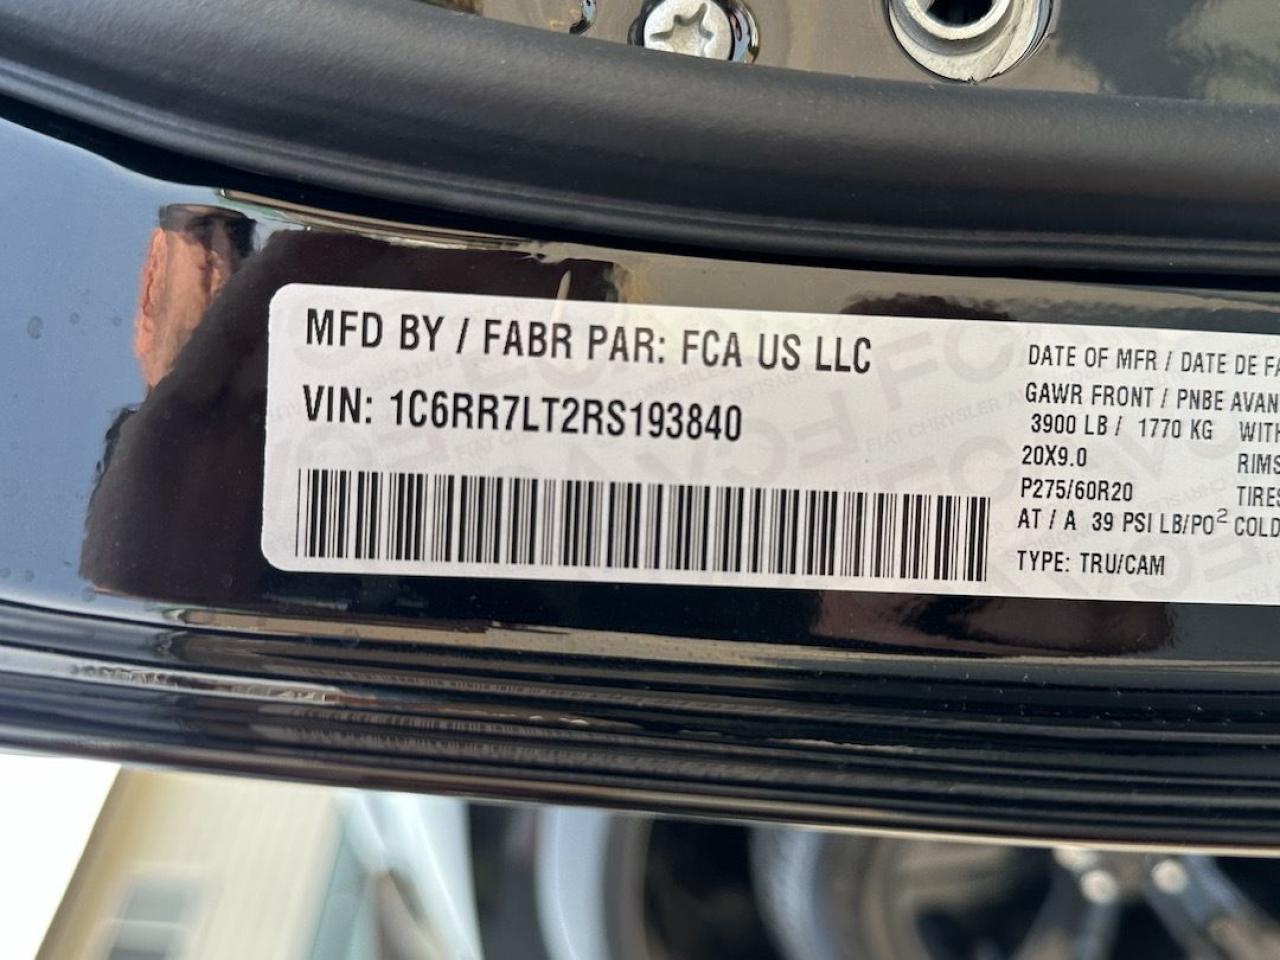 MFD BY / FABR PAR: FCA US LLC
VIN: 1C6RR7LT2RS193840
DATE OF MFR / DATE DE FA
GAWR FRONT / PNBE AVAN
3900 LB / 1770 KG WITH
20X9.0 RIMS
P275/60R20 TIRES
AT / A 39 PSI LB/PO² COLD
TYPE: TRU/CAM